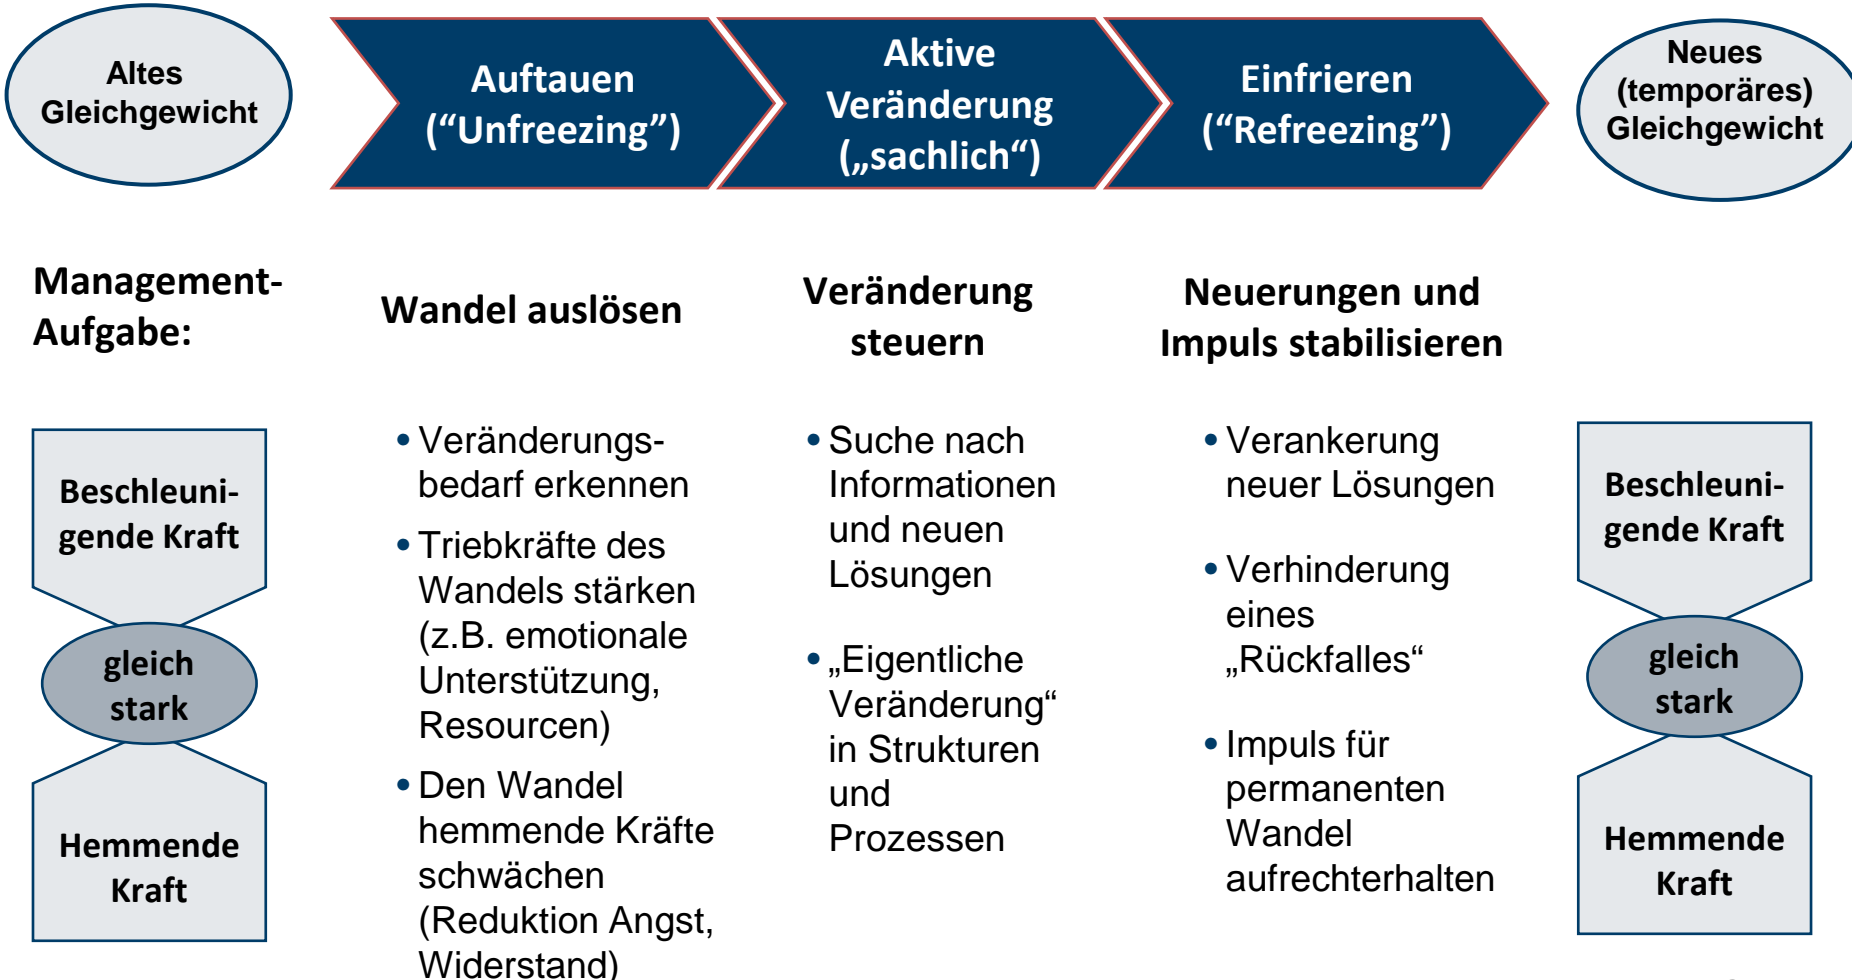 Altes
Gleichgewicht
Auftauen
(“Unfreezing”)
Aktive
Veränderung
(„sachlich“)
Einfrieren
(“Refreezing”)
Neues
(temporäres)
Gleichgewicht
Management-
Aufgabe:
Wandel auslösen
Veränderung
steuern
Neuerungen und
Impuls stabilisieren
Beschleuni-
gende Kraft
gleich
stark
Hemmende
Kraft
• Veränderungs-
bedarf erkennen
• Triebkräfte des
Wandels stärken
(z.B. emotionale
Unterstützung,
Resourcen)
• Den Wandel
hemmende Kräfte
schwächen
(Reduktion Angst,
Widerstand)
• Suche nach
Informationen
und neuen
Lösungen
• „Eigentliche
Veränderung“
in Strukturen
und
Prozessen
• Verankerung
neuer Lösungen
• Verhinderung
eines
„Rückfalles“
• Impuls für
permanenten
Wandel
aufrechterhalten
Beschleuni-
gende Kraft
gleich
stark
Hemmende
Kraft